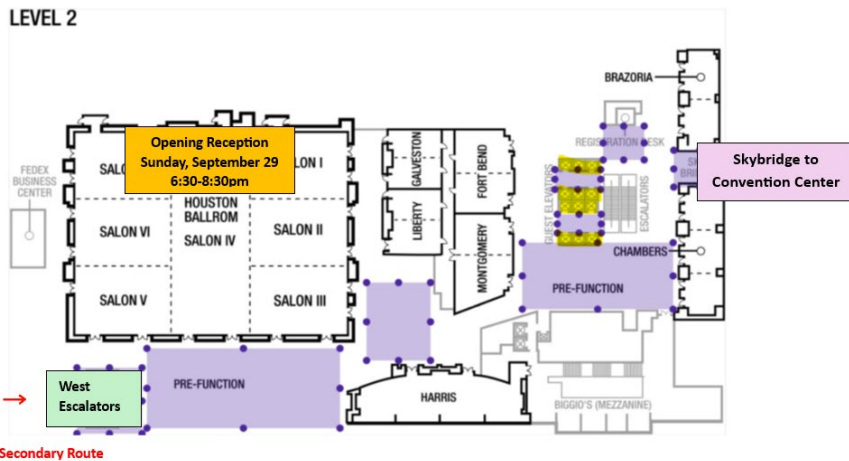 LEVEL 2
BRAZORIA
REGISTRATION DESK
Opening Reception
Sunday, September 29
6:30-8:30pm
SALON I
GALVESTON
FORT BEND
Skybridge to
Convention Center
FEDEX
BUSINESS
CENTER
HOUSTON
BALLROM
SALON VI
SALON IV
SALON II
LIBERTY
MONTGOMERY
GUEST ELEVATORS
ESCALATORS
CHAMBERS
SALON V
SALON III
PRE-FUNCTION
West
Escalators
PRE-FUNCTION
HARRIS
BIGGIO'S (MEZZANINE)
Secondary Route